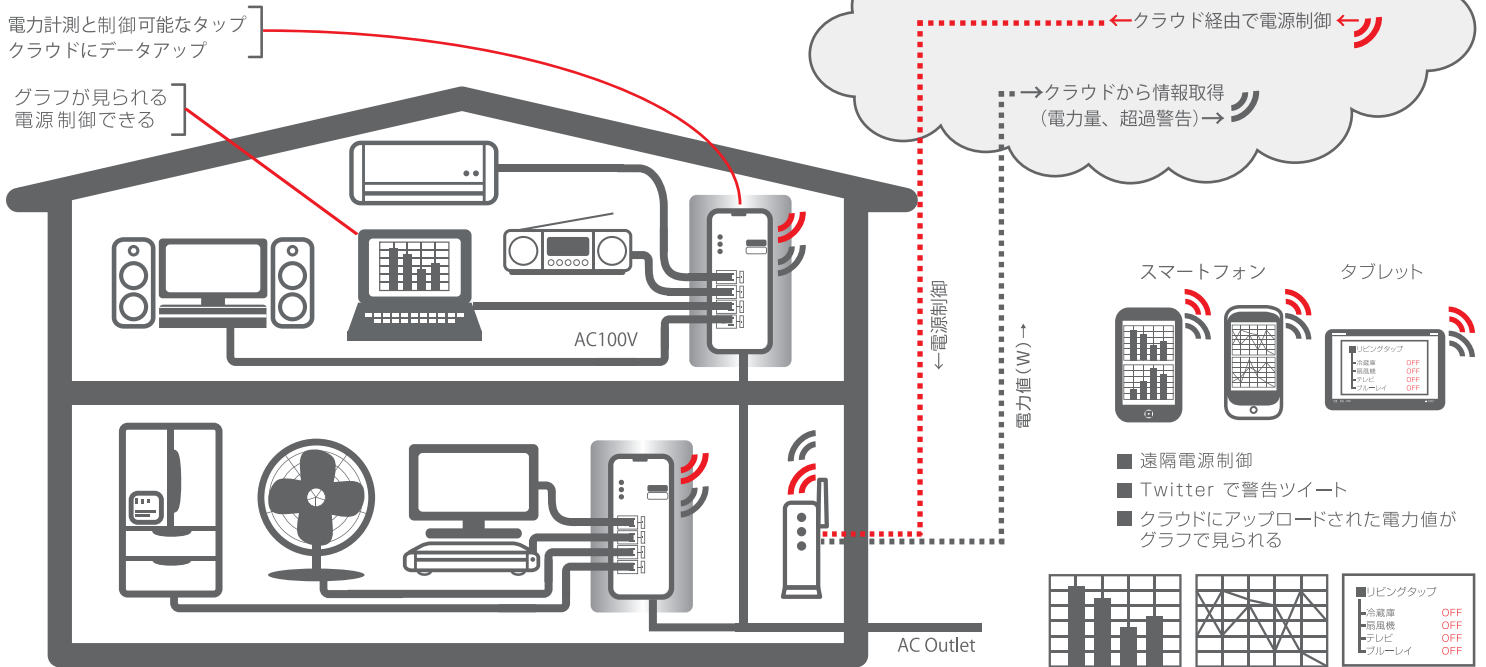 電力計測と制御可能なタップ
クラウドにデータアップ
グラフが見られる
電源制御できる
←クラウド経由で電源制御←
→クラウドから情報取得
(電力量、超過警告)→
AC100V
←電源制御
電力値(W)→
スマートフォン
タブレット
■リビングタップ
冷蔵庫 OFF
扇風機 OFF
テレビ OFF
ブルーレイ OFF
■ 遠隔電源制御
■ Twitter で警告ツイート
■ クラウドにアップロードされた電力値が
グラフで見られる
AC Outlet
■リビングタップ
冷蔵庫 OFF
扇風機 OFF
テレビ OFF
ブルーレイ OFF